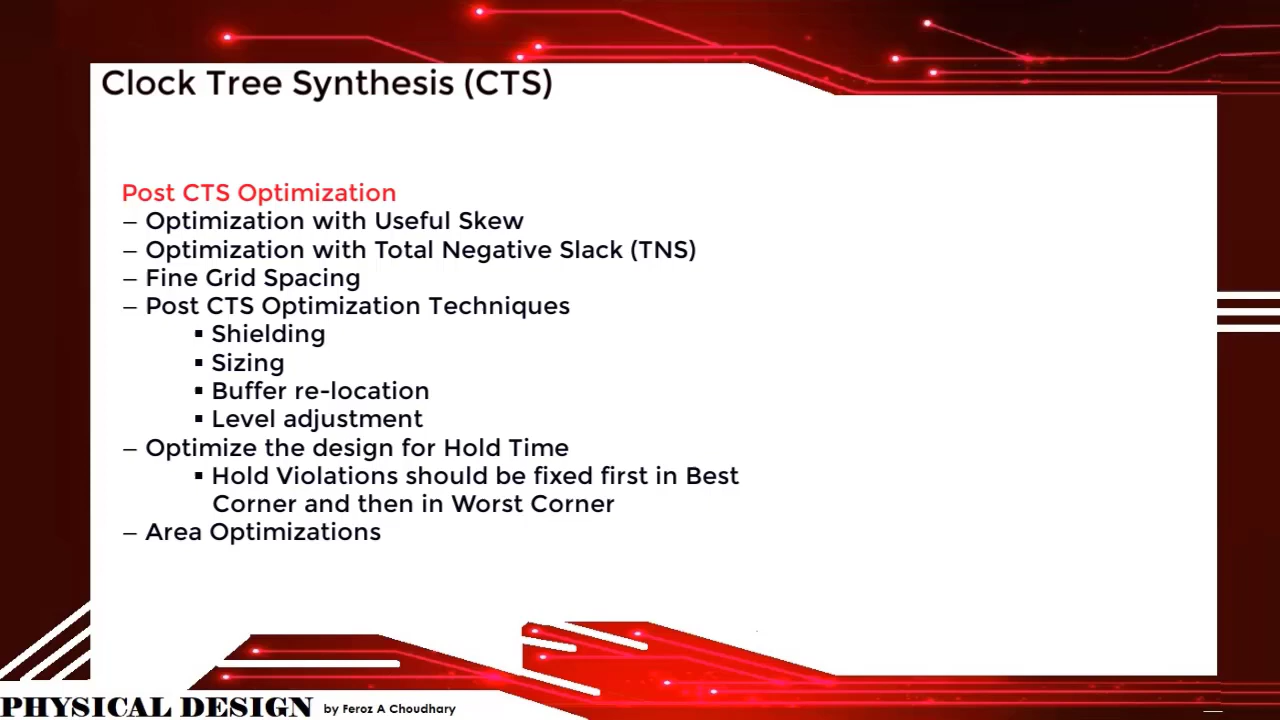 Clock Tree Synthesis (CTS)
Post CTS Optimization
– Optimization with Useful Skew
– Optimization with Total Negative Slack (TNS)
– Fine Grid Spacing
– Post CTS Optimization Techniques
▪ Shielding
▪ Sizing
▪ Buffer re-location
▪ Level adjustment
– Optimize the design for Hold Time
▪ Hold Violations should be fixed first in Best
Corner and then in Worst Corner
– Area Optimizations
PHYSICAL DESIGN by Feroz A Choudhary